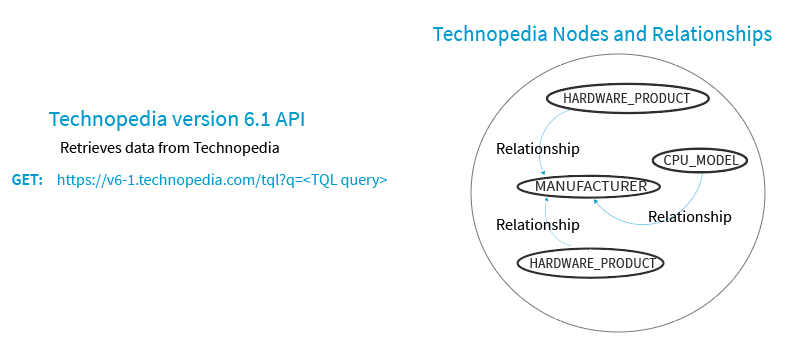 Technopedia version 6.1 API
Retrieves data from Technopedia
GET: https://v6-1.technopedia.com/tql?q=<TQL query>
Technopedia Nodes and Relationships
HARDWARE_PRODUCT
Relationship
CPU_MODEL
MANUFACTURER
Relationship
Relationship
HARDWARE_PRODUCT